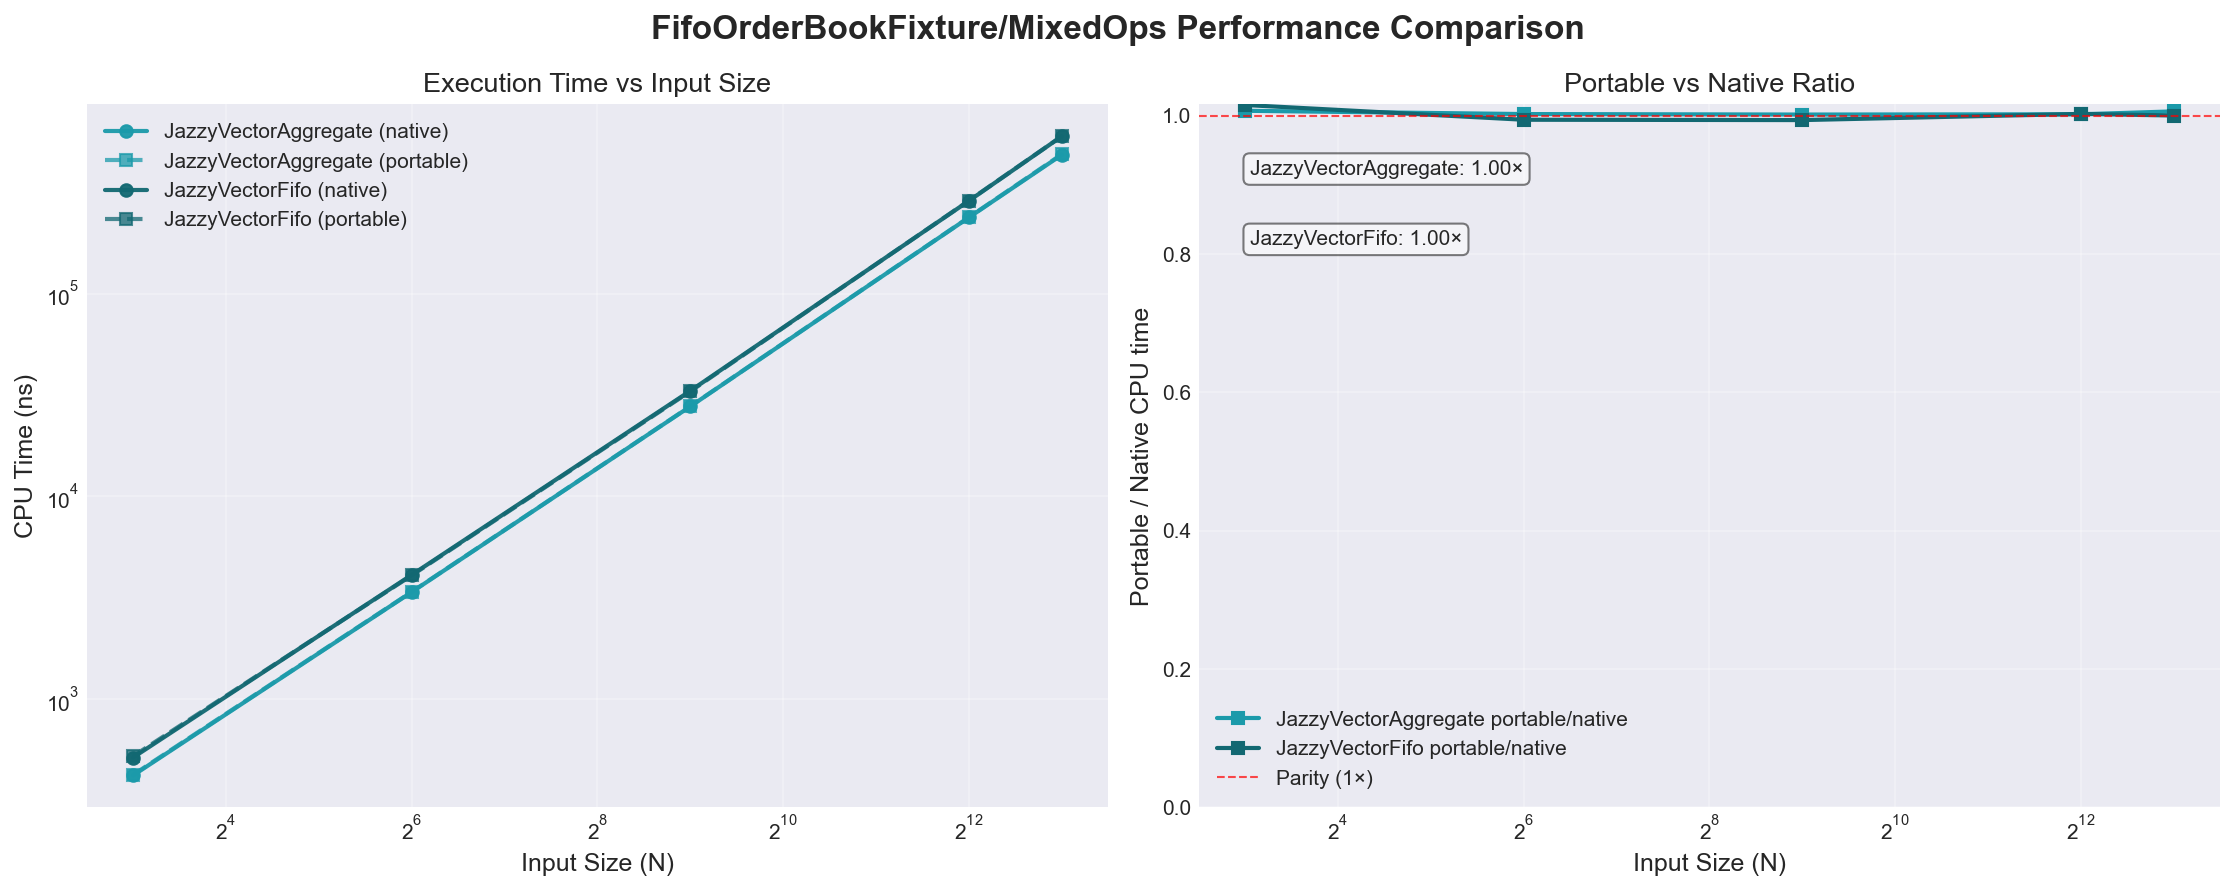 FifoOrderBookFixture/MixedOps Performance Comparison
Execution Time vs Input Size
JazzyVectorAggregate (native)
JazzyVectorAggregate (portable)
JazzyVectorFifo (native)
JazzyVectorFifo (portable)
CPU Time (ns)
10^5
10^4
10^3
2^4
2^6
2^8
2^10
2^12
Input Size (N)
Portable vs Native Ratio
JazzyVectorAggregate: 1.00×
JazzyVectorFifo: 1.00×
Portable / Native CPU time
1.0
0.8
0.6
0.4
0.2
0.0
JazzyVectorAggregate portable/native
JazzyVectorFifo portable/native
Parity (1×)
2^4
2^6
2^8
2^10
2^12
Input Size (N)